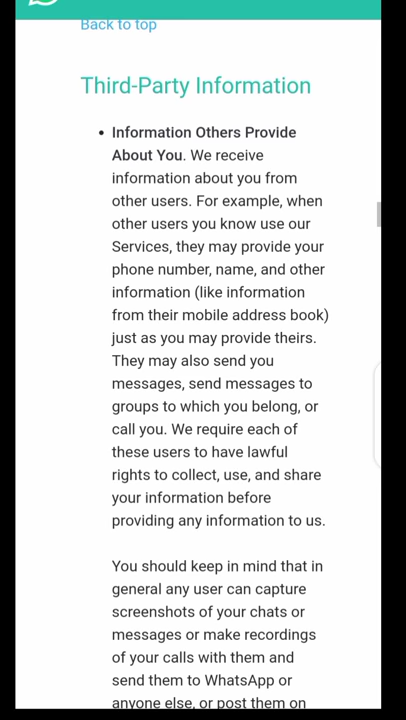 Back to top
Third-Party Information
• Information Others Provide
About You. We receive
information about you from
other users. For example, when
other users you know use our
Services, they may provide your
phone number, name, and other
information (like information
from their mobile address book)
just as you may provide theirs.
They may also send you
messages, send messages to
groups to which you belong, or
call you. We require each of
these users to have lawful
rights to collect, use, and share
your information before
providing any information to us.
You should keep in mind that in
general any user can capture
screenshots of your chats or
messages or make recordings
of your calls with them and
send them to WhatsApp or
anyone else, or post them on